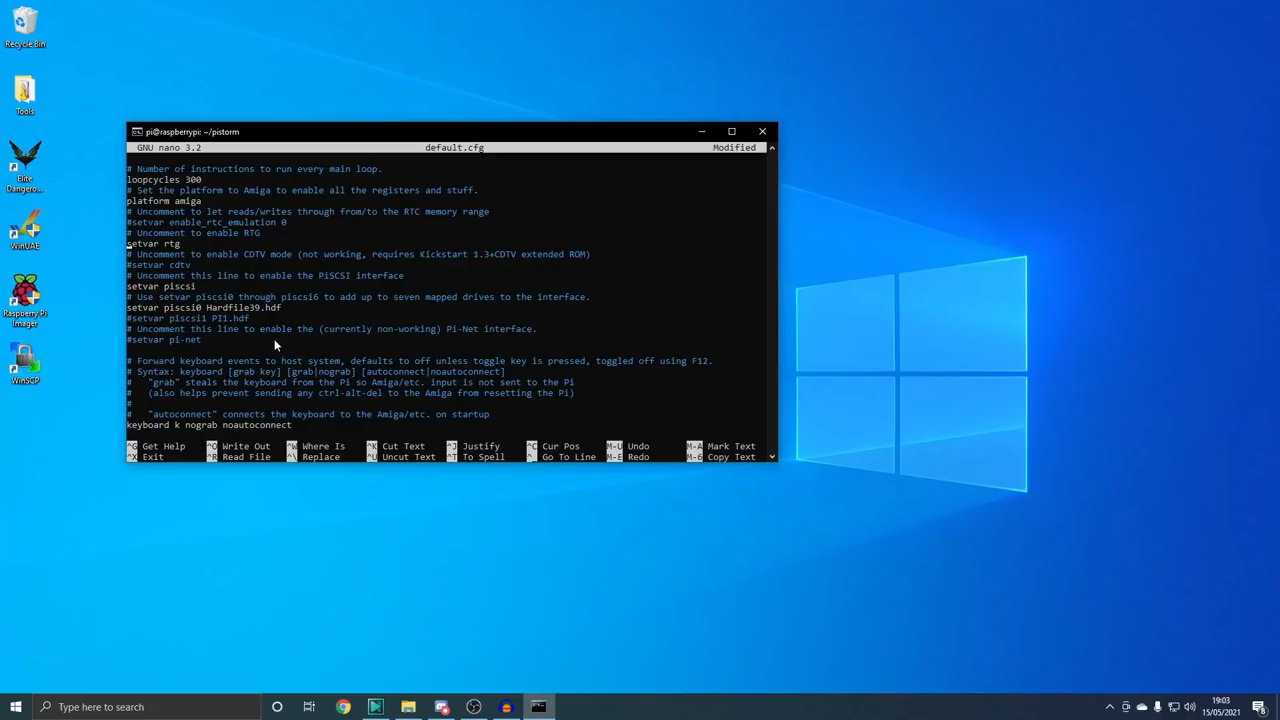 Recycle Bin
Tools
Elite
Dangero...
WinUAE
Raspberry Pi
Imager
WinSCP
pi@raspberrypi: ~/pistorm
GNU nano 3.2 default.cfg Modified
# Number of instructions to run every main loop.
loopcycles 300
# Set the platform to Amiga to enable all the registers and stuff.
platform amiga
# Uncomment to let reads/writes through from/to the RTC memory range
#setvar enable_rtc_emulation 0
# Uncomment to enable RTG
setvar rtg
# Uncomment to enable CDTV mode (not working, requires Kickstart 1.3+CDTV extended ROM)
#setvar cdtv
# Uncomment this line to enable the PiSCSI interface
setvar piscsi
# Use setvar piscsi0 through piscsi6 to add up to seven mapped drives to the interface.
setvar piscsi0 Hardfile39.hdf
#setvar piscsi1 PI1.hdf
# Uncomment this line to enable the (currently non-working) Pi-Net interface.
#setvar pi-net
# Forward keyboard events to host system, defaults to off unless toggle key is pressed, toggled off using F12.
# Syntax: keyboard [grab key] [grab|nograb] [autoconnect|noautoconnect]
#   "grab" steals the keyboard from the Pi so Amiga/etc. input is not sent to the Pi
#   (also helps prevent sending any ctrl-alt-del to the Amiga from resetting the Pi)
#
#   "autoconnect" connects the keyboard to the Amiga/etc. on startup
keyboard k nograb noautoconnect
^G Get Help ^O Write Out ^W Where Is ^K Cut Text ^J Justify ^C Cur Pos M-U Undo M-A Mark Text
^X Exit ^R Read File ^\ Replace ^U Uncut Text ^T To Spell ^_ Go To Line M-E Redo M-6 Copy Text
Type here to search
19:03
15/05/2021